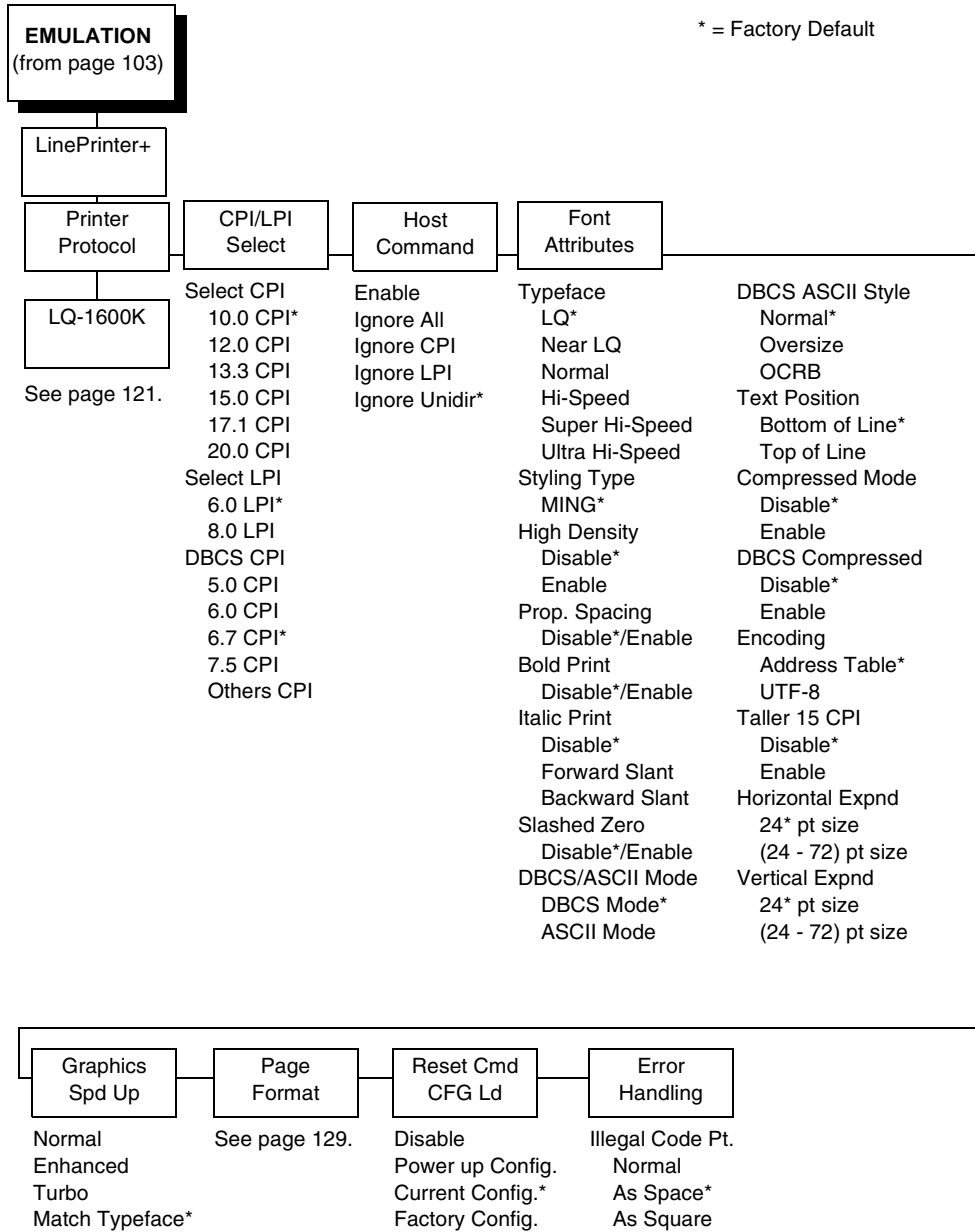 EMULATION
(from page 103)
* = Factory Default
LinePrinter+
Printer
Protocol
LQ-1600K
See page 121.
CPI/LPI
Select
Select CPI
10.0 CPI*
12.0 CPI
13.3 CPI
15.0 CPI
17.1 CPI
20.0 CPI
Select LPI
6.0 LPI*
8.0 LPI
DBCS CPI
5.0 CPI
6.0 CPI
6.7 CPI*
7.5 CPI
Others CPI
Host
Command
Enable
Ignore All
Ignore CPI
Ignore LPI
Ignore Unidir*
Font
Attributes
Typeface
LQ*
Near LQ
Normal
Hi-Speed
Super Hi-Speed
Ultra Hi-Speed
Styling Type
MING*
High Density
Disable*
Enable
Prop. Spacing
Disable*/Enable
Bold Print
Disable*/Enable
Italic Print
Disable*
Forward Slant
Backward Slant
Slashed Zero
Disable*/Enable
DBCS/ASCII Mode
DBCS Mode*
ASCII Mode
DBCS ASCII Style
Normal*
Oversize
OCRB
Text Position
Bottom of Line*
Top of Line
Compressed Mode
Disable*
Enable
DBCS Compressed
Disable*
Enable
Encoding
Address Table*
UTF-8
Taller 15 CPI
Disable*
Enable
Horizontal Expnd
24* pt size
(24 - 72) pt size
Vertical Expnd
24* pt size
(24 - 72) pt size
Graphics
Spd Up
Normal
Enhanced
Turbo
Match Typeface*
Page
Format
See page 129.
Reset Cmd
CFG Ld
Disable
Power up Config.
Current Config.*
Factory Config.
Error
Handling
Illegal Code Pt.
Normal
As Space*
As Square